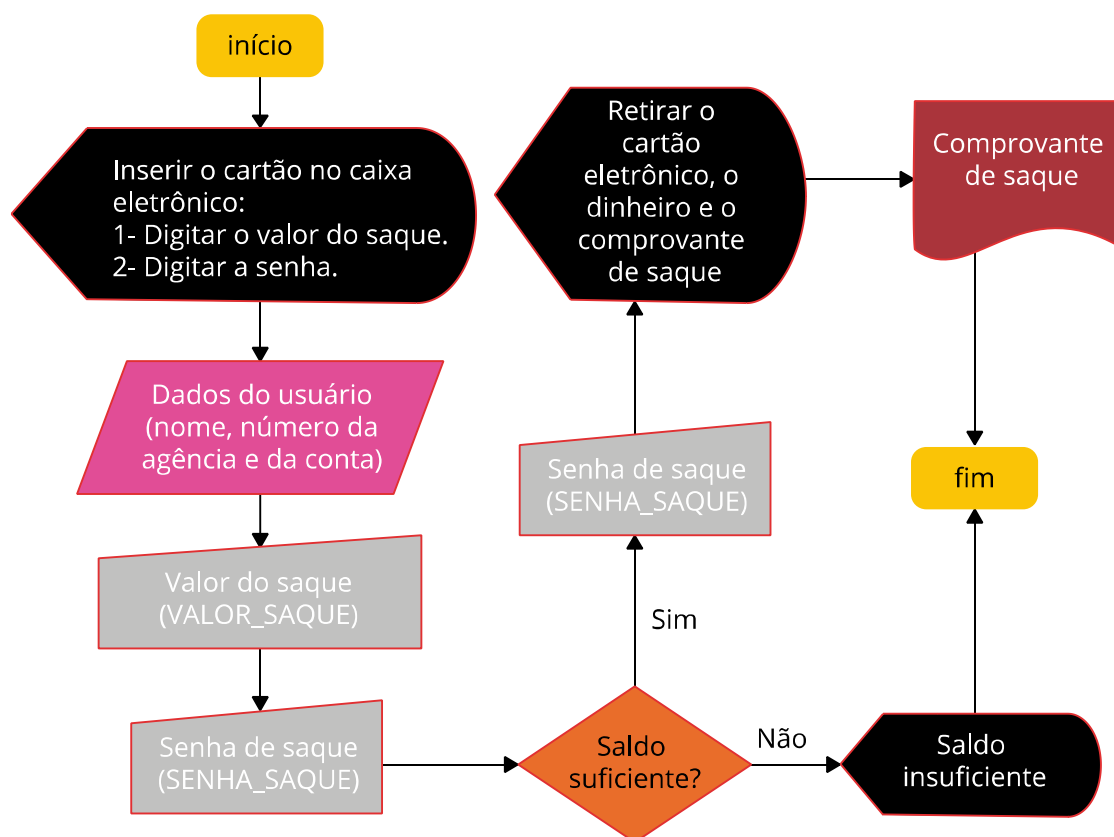 início
Inserir o cartão no caixa
eletrônico:
1- Digitar o valor do saque.
2- Digitar a senha.
Dados do usuário
(nome, número da
agência e da conta)
Valor do saque
(VALOR_SAQUE)
Senha de saque
(SENHA_SAQUE)
Saldo
suficiente?
Sim
Senha de saque
(SENHA_SAQUE)
Retirar o
cartão
eletrônico, o
dinheiro e o
comprovante
de saque
Comprovante
de saque
Não
Saldo
insuficiente
fim